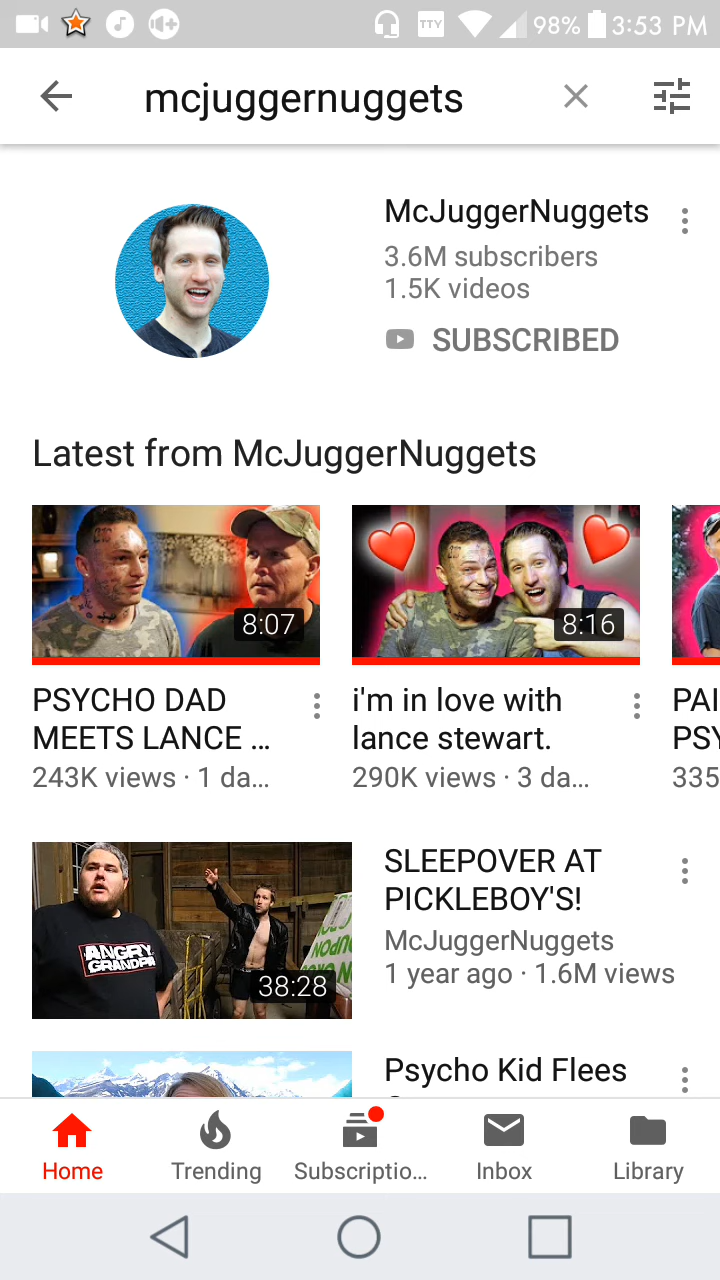 TTY 98% 3:53 PM
mcjuggernuggets
McJuggerNuggets
3.6M subscribers
1.5K videos
SUBSCRIBED
Latest from McJuggerNuggets
8:07
8:16
PSYCHO DAD
MEETS LANCE ...
243K views · 1 da...
i'm in love with
lance stewart.
290K views · 3 da...
PAI
PSY
335
ANGRY
GRANDPA
COUPON
38:28
SLEEPOVER AT
PICKLEBOY'S!
McJuggerNuggets
1 year ago · 1.6M views
Psycho Kid Flees
Home
Trending
Subscriptio...
Inbox
Library